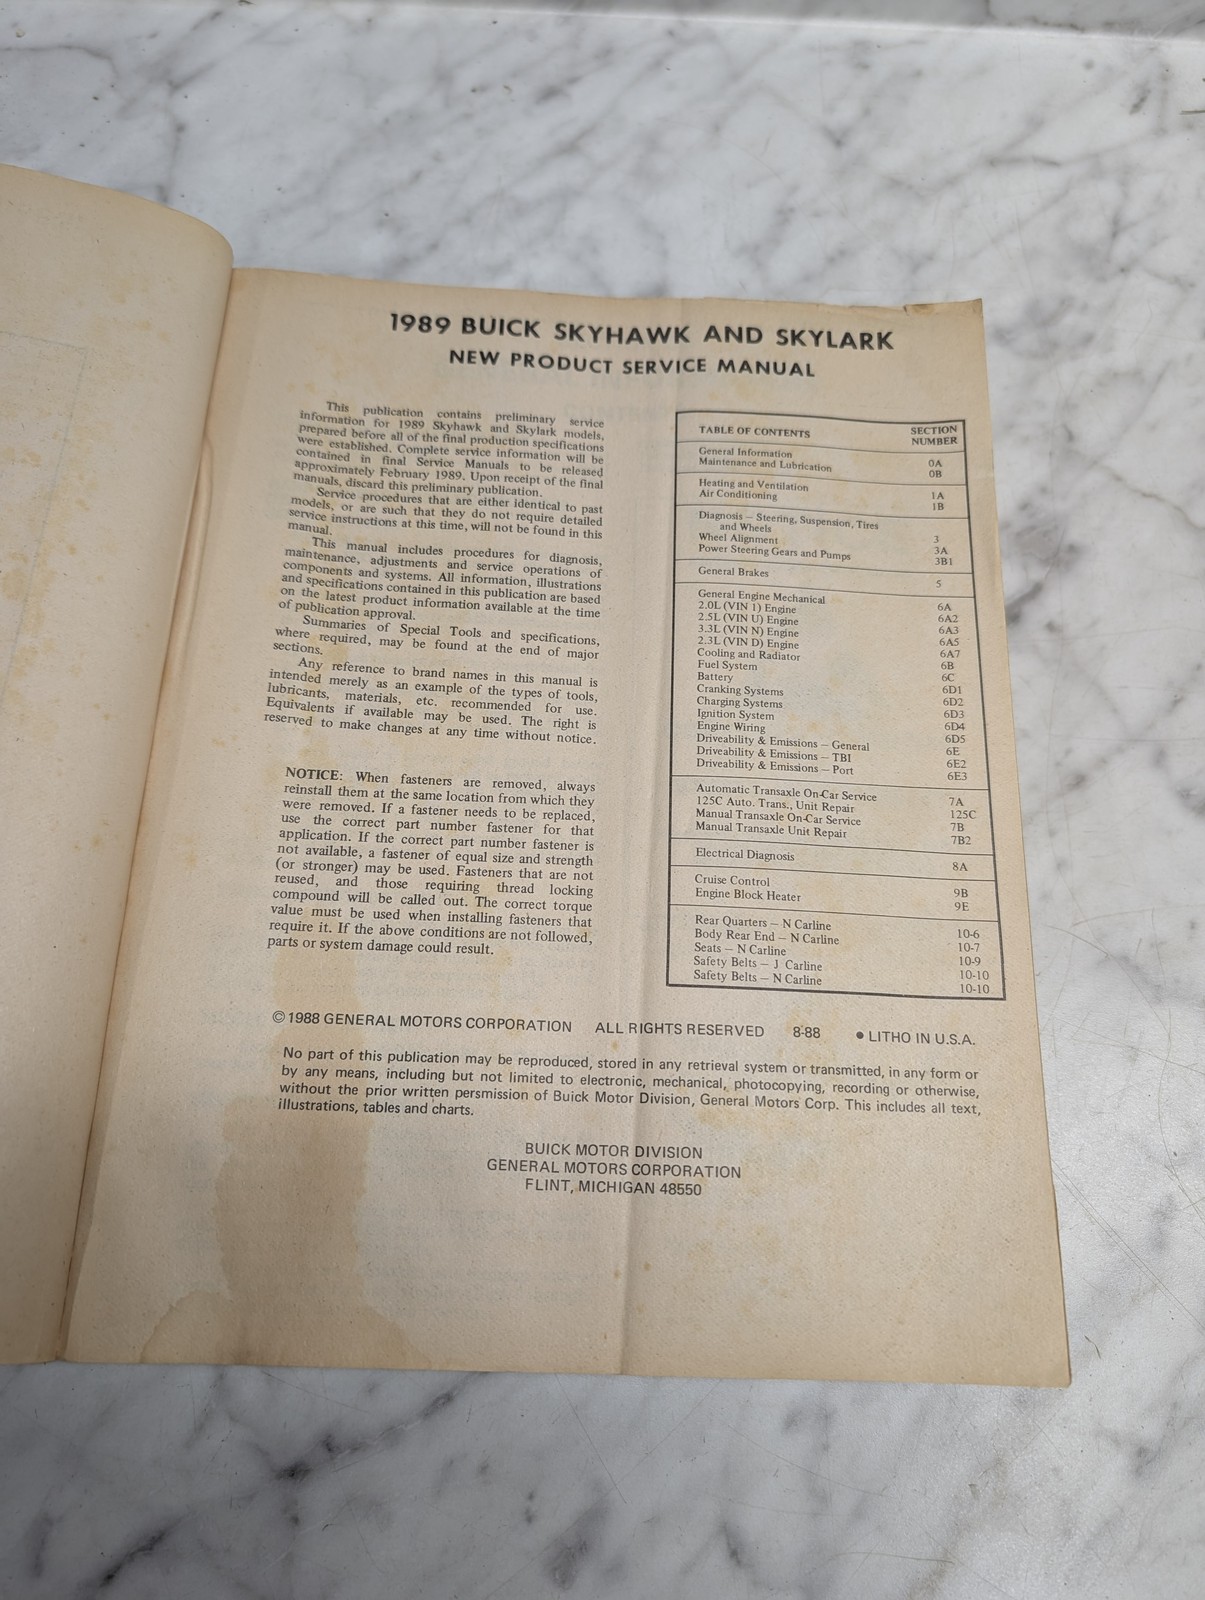 1989 BUICK SKYHAWK AND SKYLARK
NEW PRODUCT SERVICE MANUAL
This publication contains preliminary service
information for 1989 Skyhawk and Skylark models,
prepared before all of the final production specifications
were established. Complete service information will be
contained in final Service Manuals to be released
approximately February 1989. Upon receipt of the final
manuals, discard this preliminary publication.
Service procedures that are either identical to past
models, or are such that they do not require detailed
service instructions at this time, will not be found in this
manual.
This manual includes procedures for diagnosis,
maintenance, adjustments and service operations of
components and systems. All information, illustrations
and specifications contained in this publication are based
on the latest product information available at the time
of publication approval.
Summaries of Special Tools and specifications,
where required, may be found at the end of major
sections.
Any reference to brand names in this manual is
intended merely as an example of the types of tools,
lubricants, materials, etc. recommended for use.
Equivalents if available may be used. The right is
reserved to make changes at any time without notice.
NOTICE: When fasteners are removed, always
reinstall them at the same location from which they
were removed. If a fastener needs to be replaced,
use the correct part number fastener for that
application. If the correct part number fastener is
not available, a fastener of equal size and strength
(or stronger) may be used. Fasteners that are not
reused, and those requiring thread locking
compound will be called out. The correct torque
value must be used when installing fasteners that
require it. If the above conditions are not followed,
parts or system damage could result.
TABLE OF CONTENTS SECTION NUMBER
General Information 0A
Maintenance and Lubrication 0B
Heating and Ventilation 1A
Air Conditioning 1B
Diagnosis – Steering, Suspension, Tires
and Wheels 3
Wheel Alignment 3A
Power Steering Gears and Pumps 3B1
General Brakes 5
General Engine Mechanical 6A
2.0L (VIN 1) Engine 6A2
2.5L (VIN U) Engine 6A3
3.3L (VIN N) Engine 6A5
2.3L (VIN D) Engine 6A7
Cooling and Radiator 6B
Fuel System 6C
Battery 6D1
Cranking Systems 6D2
Charging Systems 6D3
Ignition System 6D4
Engine Wiring 6D5
Driveability & Emissions – General 6E
Driveability & Emissions – TBI 6E2
Driveability & Emissions – Port 6E3
Automatic Transaxle On-Car Service 7A
125C Auto. Trans., Unit Repair 125C
Manual Transaxle On-Car Service 7B
Manual Transaxle Unit Repair 7B2
Electrical Diagnosis 8A
Cruise Control 9B
Engine Block Heater 9E
Rear Quarters – N Carline 10-6
Body Rear End – N Carline 10-7
Seats – N Carline 10-9
Safety Belts – J Carline 10-10
Safety Belts – N Carline 10-10
©1988 GENERAL MOTORS CORPORATION ALL RIGHTS RESERVED 8-88 ● LITHO IN U.S.A.
No part of this publication may be reproduced, stored in any retrieval system or transmitted, in any form or
by any means, including but not limited to electronic, mechanical, photocopying, recording or otherwise,
without the prior written persmission of Buick Motor Division, General Motors Corp. This includes all text,
illustrations, tables and charts.
BUICK MOTOR DIVISION
GENERAL MOTORS CORPORATION
FLINT, MICHIGAN 48550